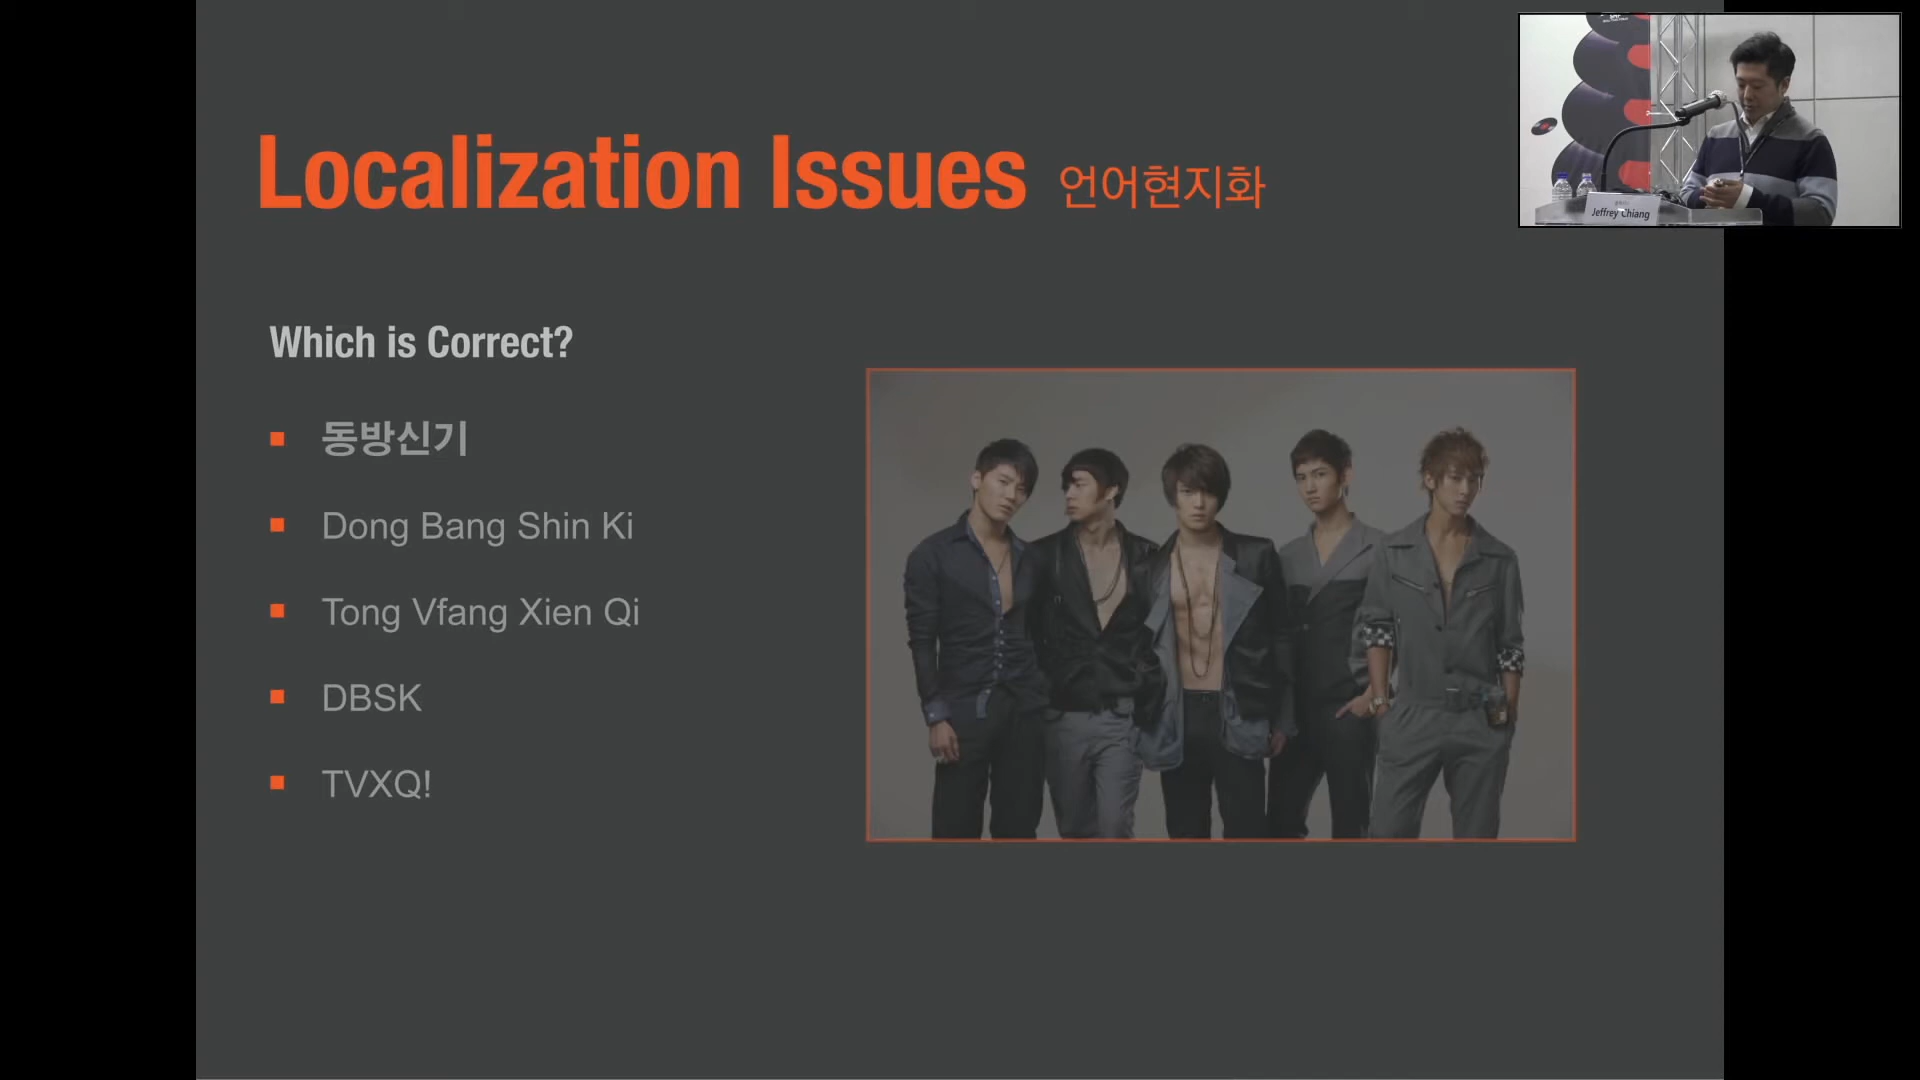 Localization Issues 언어현지화
Which is Correct?
동방신기
Dong Bang Shin Ki
Tong Vfang Xien Qi
DBSK
TVXQ!
Jeffrey Chiang